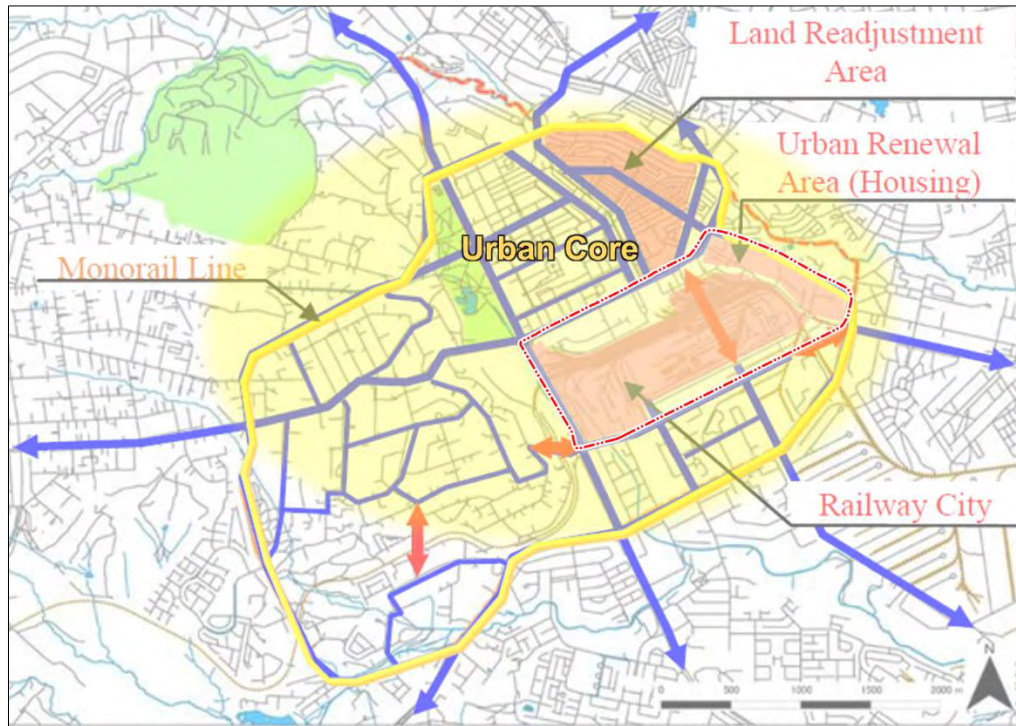 Land Readjustment
Area
Urban Renewal
Area (Housing)
Urban Core
Monorail Line
Railway City
N
0 500 1000 1500 2000 m